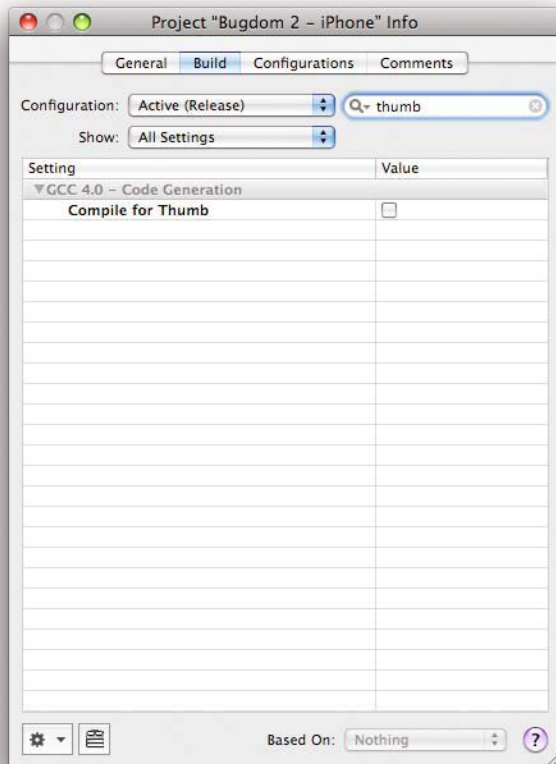 Project “Bugdom 2 – iPhone” Info
General Build Configurations Comments
Configuration: Active (Release) thumb
Show: All Settings
Setting Value
GCC 4.0 – Code Generation
Compile for Thumb
Based On: Nothing ?